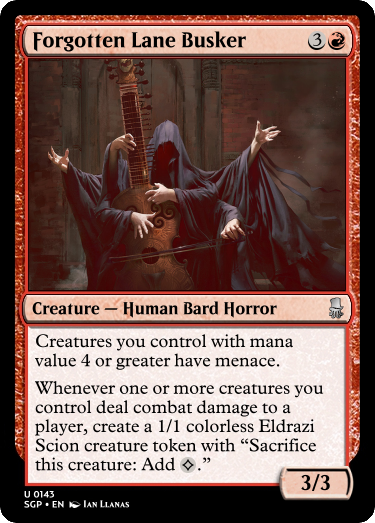 Forgotten Lane Busker 3
Creature — Human Bard Horror
Creatures you control with mana
value 4 or greater have menace.
Whenever one or more creatures you
control deal combat damage to a
player, create a 1/1 colorless Eldrazi
Scion creature token with “Sacrifice
this creature: Add .”
3/3
U 0143
SGP • EN Ian Llanas